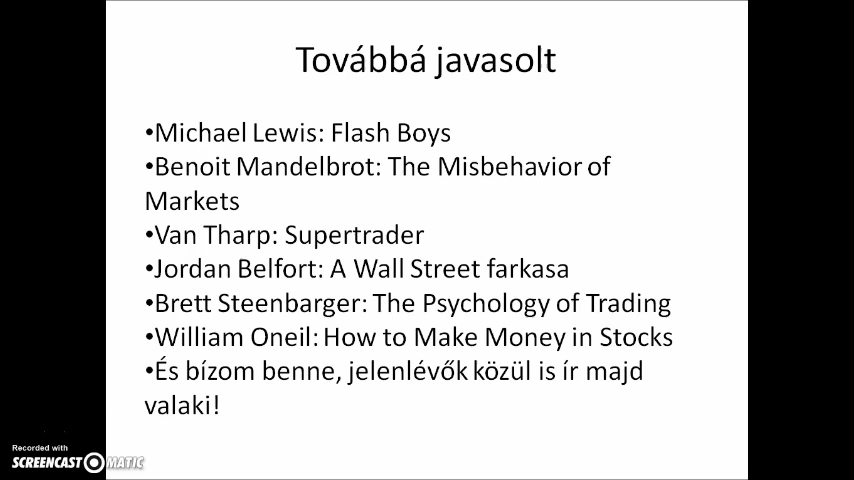 Továbbá javasolt
•Michael Lewis: Flash Boys
•Benoit Mandelbrot: The Misbehavior of
Markets
•Van Tharp: Supertrader
•Jordan Belfort: A Wall Street farkasa
•Brett Steenbarger: The Psychology of Trading
•William Oneil: How to Make Money in Stocks
•És bízom benne, jelenlévők közül is ír majd
valaki!
Recorded with
SCREENCAST MATIC